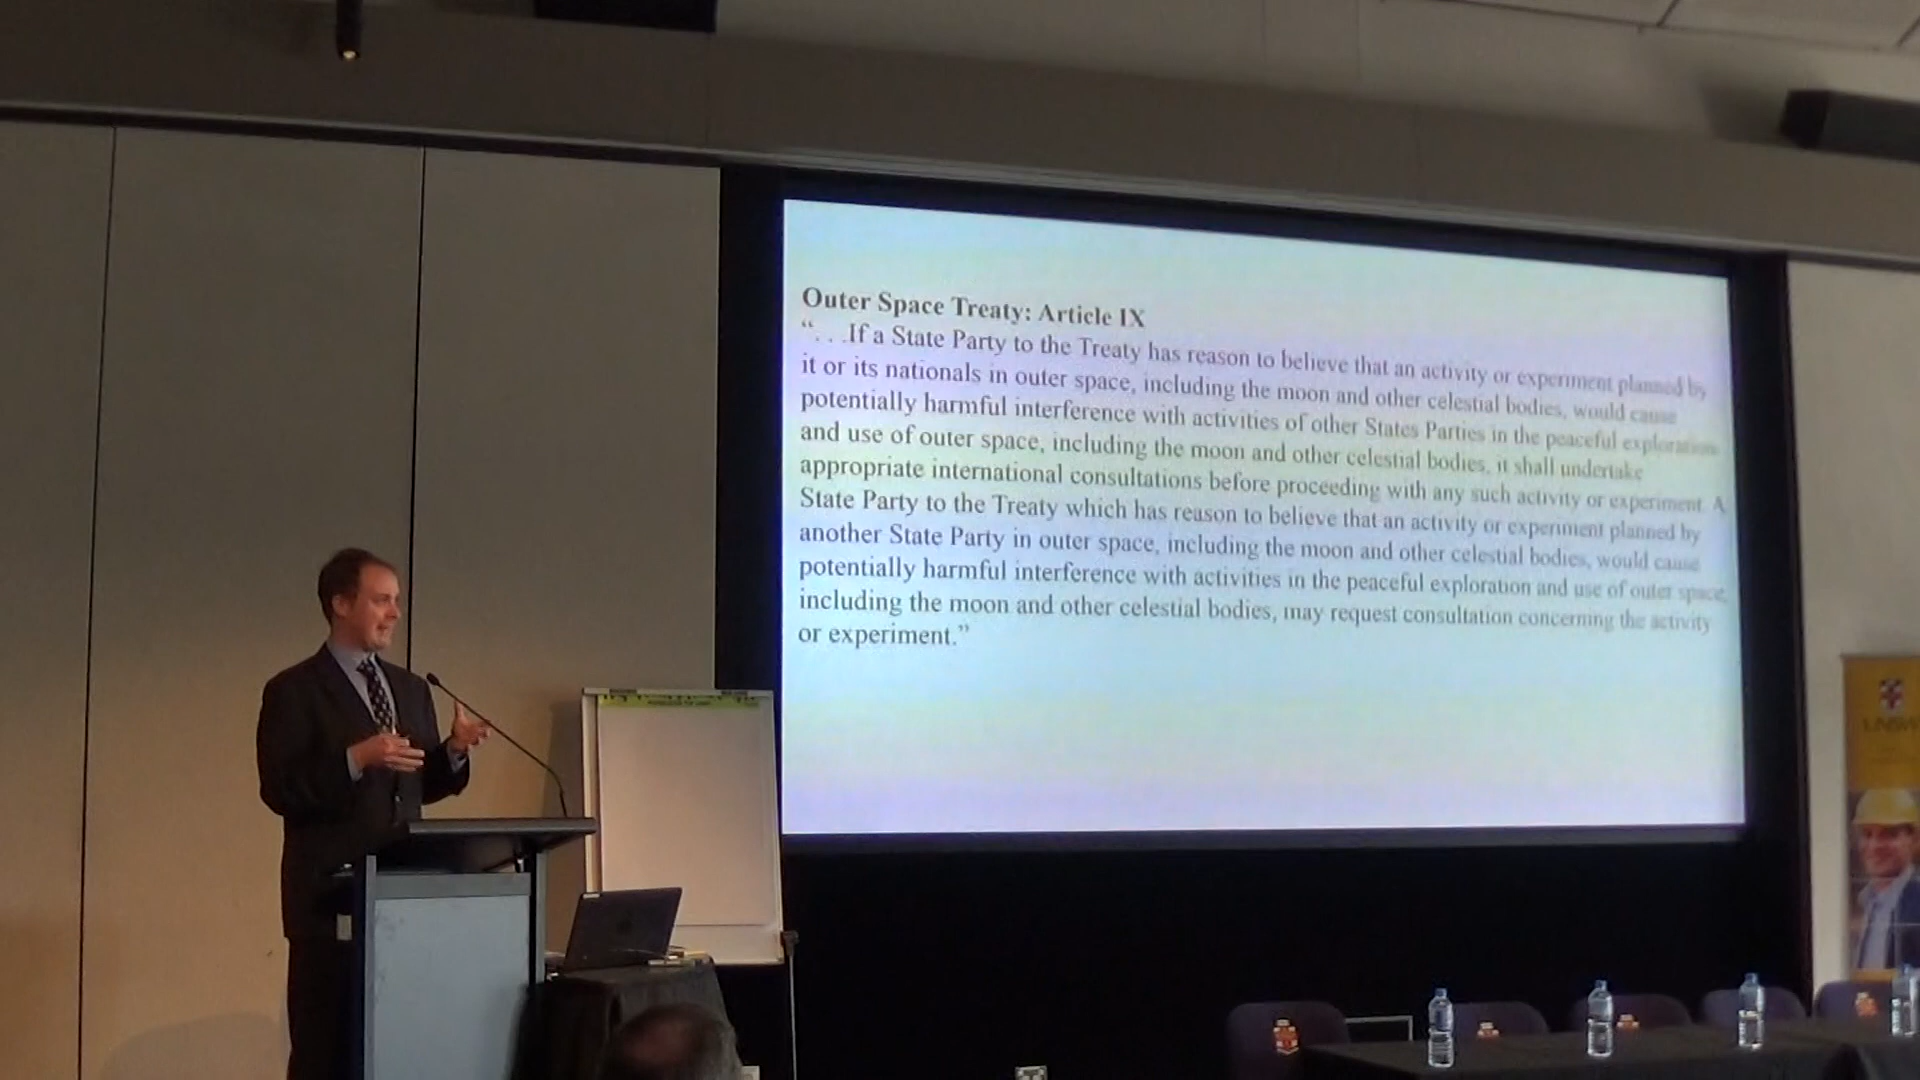 Outer Space Treaty: Article IX
“. . .If a State Party to the Treaty has reason to believe that an activity or experiment planned by
it or its nationals in outer space, including the moon and other celestial bodies, would cause
potentially harmful interference with activities of other States Parties in the peaceful exploration
and use of outer space, including the moon and other celestial bodies, it shall undertake
appropriate international consultations before proceeding with any such activity or experiment. A
State Party to the Treaty which has reason to believe that an activity or experiment planned by
another State Party in outer space, including the moon and other celestial bodies, would cause
potentially harmful interference with activities in the peaceful exploration and use of outer space,
including the moon and other celestial bodies, may request consultation concerning the activity
or experiment.”
UNSW